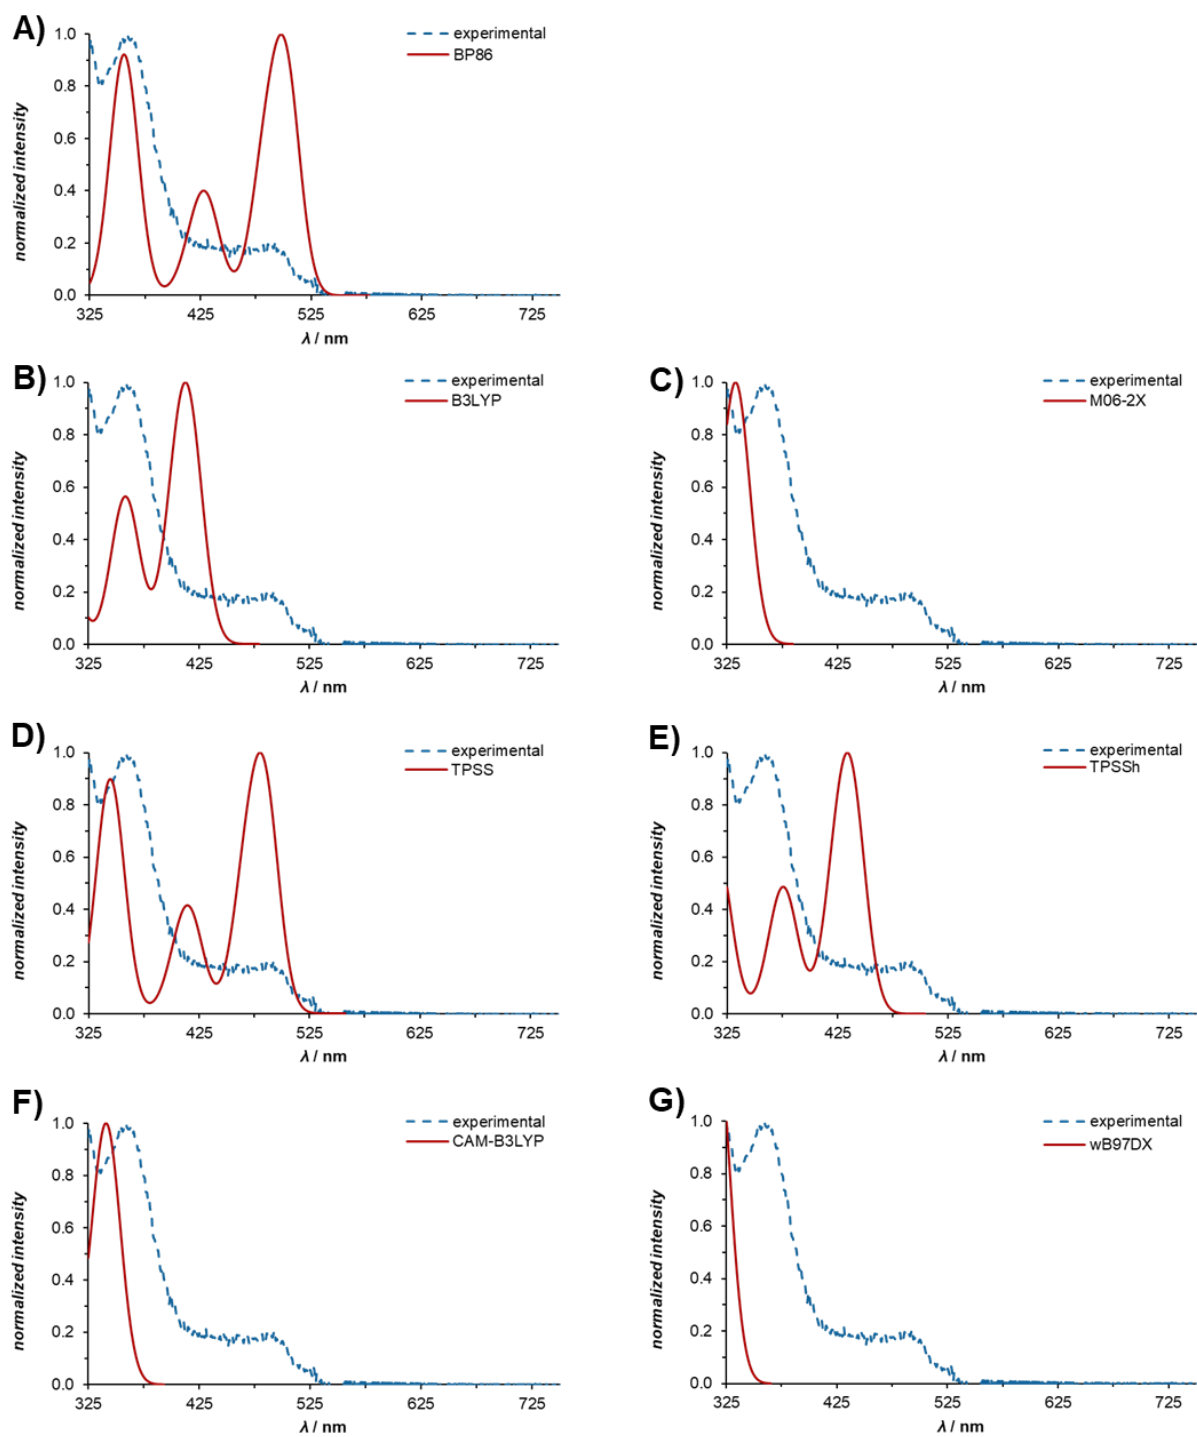 A)
experimental
BP86
normalized intensity
1.0
0.8
0.6
0.4
0.2
0.0
325 425 525 625 725
λ / nm
B)
experimental
B3LYP
normalized intensity
1.0
0.8
0.6
0.4
0.2
0.0
325 425 525 625 725
λ / nm
C)
experimental
M06-2X
normalized intensity
1.0
0.8
0.6
0.4
0.2
0.0
325 425 525 625 725
λ / nm
D)
experimental
TPSS
normalized intensity
1.0
0.8
0.6
0.4
0.2
0.0
325 425 525 625 725
λ / nm
E)
experimental
TPSSh
normalized intensity
1.0
0.8
0.6
0.4
0.2
0.0
325 425 525 625 725
λ / nm
F)
experimental
CAM-B3LYP
normalized intensity
1.0
0.8
0.6
0.4
0.2
0.0
325 425 525 625 725
λ / nm
G)
experimental
wB97DX
normalized intensity
1.0
0.8
0.6
0.4
0.2
0.0
325 425 525 625 725
λ / nm